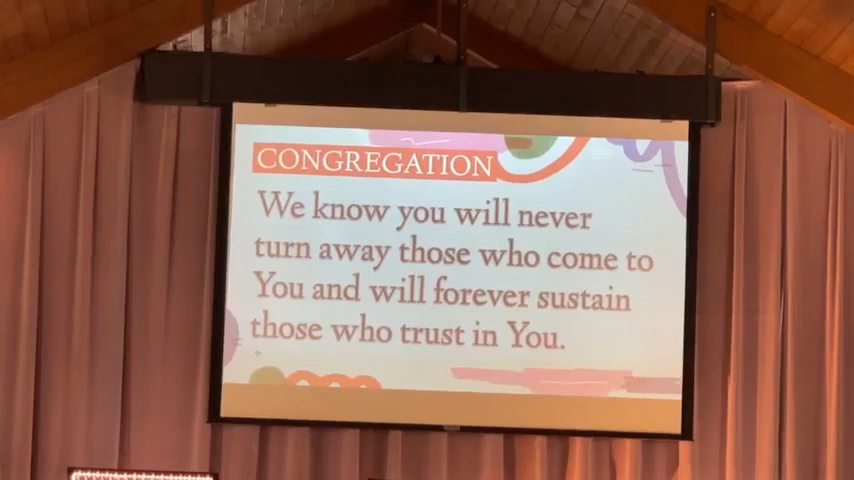 CONGREGATION
We know you will never
turn away those who come to
You and will forever sustain
those who trust in You.